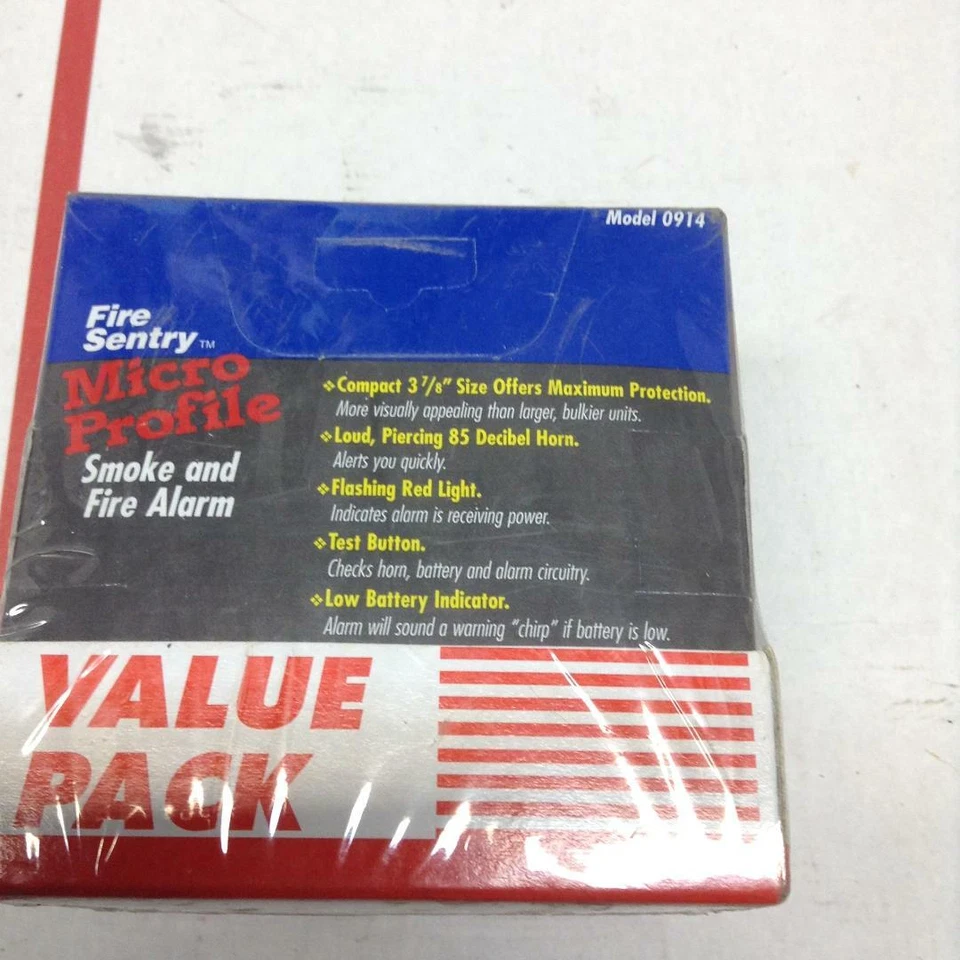 Model 0914
Fire
Sentry™
Micro
Profile
Smoke and
Fire Alarm
❖Compact 3 7/8" Size Offers Maximum Protection.
More visually appealing than larger, bulkier units.
❖Loud, Piercing 85 Decibel Horn.
Alerts you quickly.
❖Flashing Red Light.
Indicates alarm is receiving power.
❖Test Button.
Checks horn, battery and alarm circuitry.
❖Low Battery Indicator.
Alarm will sound a warning "chirp" if battery is low.
VALUE
PACK